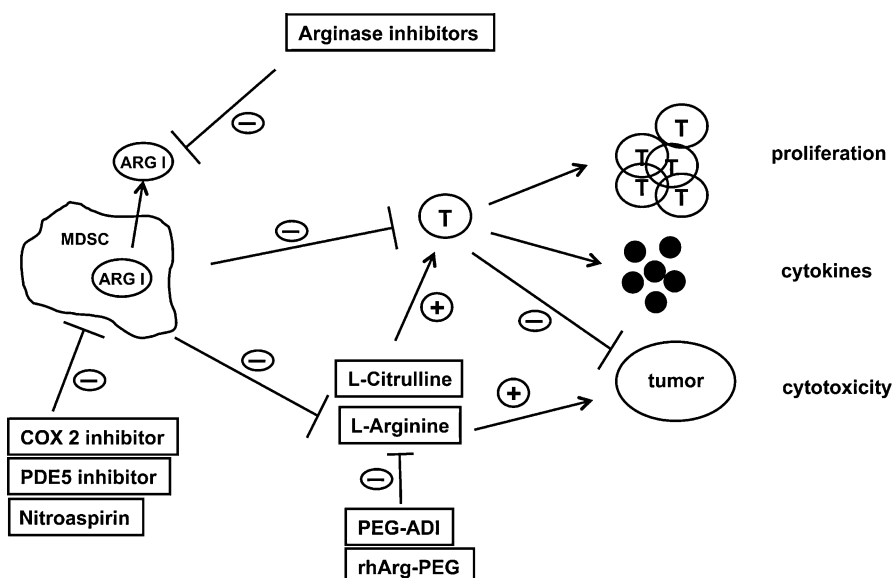 Arginase inhibitors
−
ARG I
T
T
T
T
T
proliferation
MDSC
−
T
ARG I
cytokines
+
−
−
−
L-Citrulline
+
tumor
cytotoxicity
L-Arginine
COX 2 inhibitor
PDE5 inhibitor
−
Nitroaspirin
PEG-ADI
rhArg-PEG